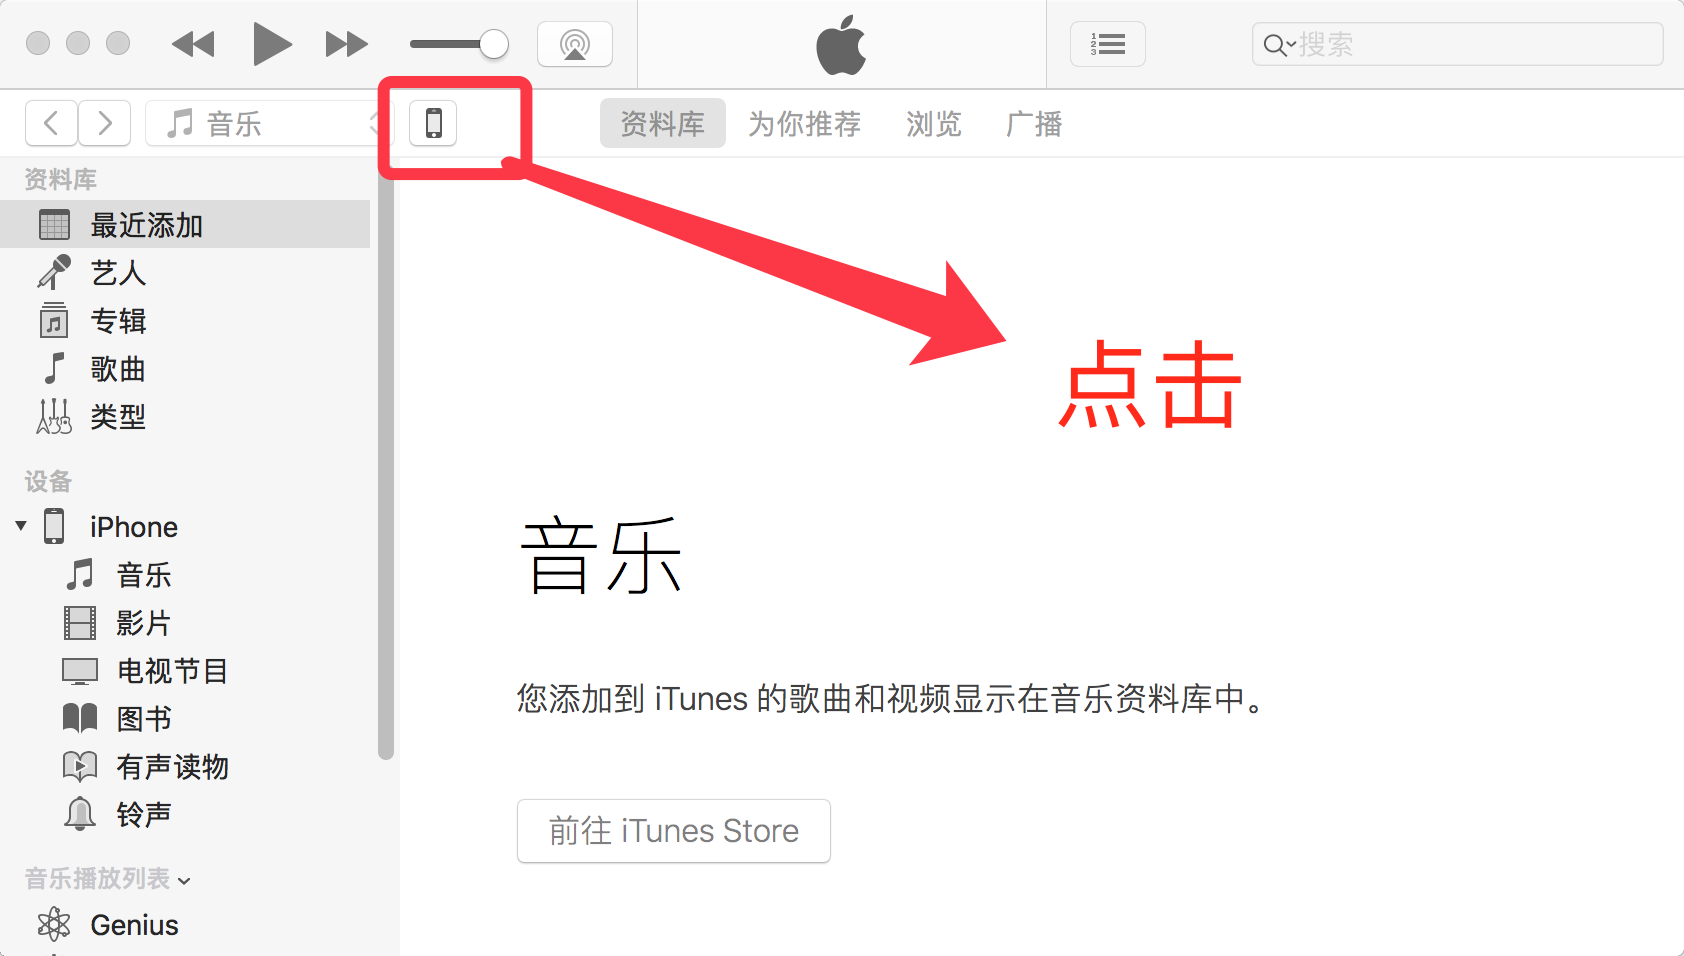 搜索
音乐
资料库
为你推荐
浏览
广播
资料库
最近添加
艺人
专辑
歌曲
类型
设备
iPhone
音乐
影片
电视节目
图书
有声读物
铃声
音乐播放列表
Genius
点击
音乐
您添加到 iTunes 的歌曲和视频显示在音乐资料库中。
前往 iTunes Store